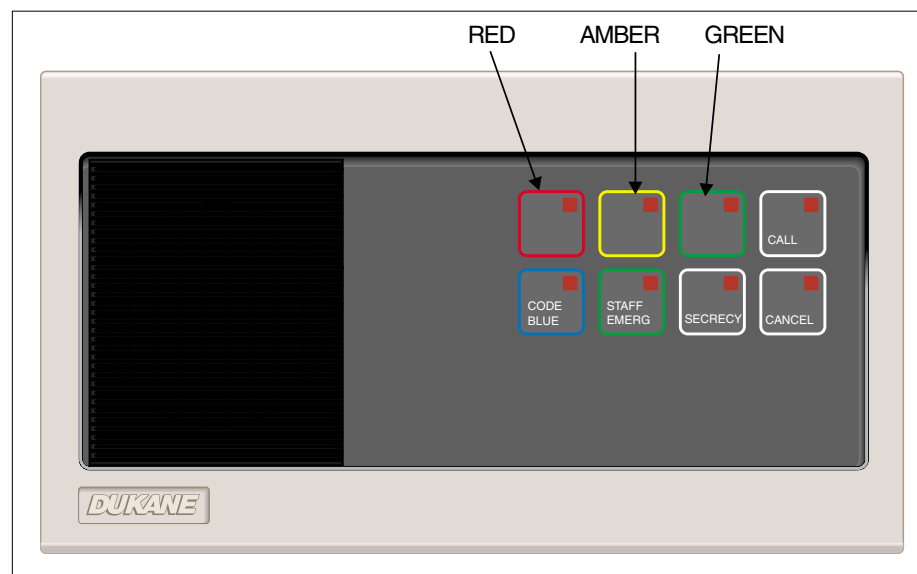 RED AMBER GREEN
CALL
CODE
BLUE
STAFF
EMERG
SECRECY
CANCEL
DUKANE